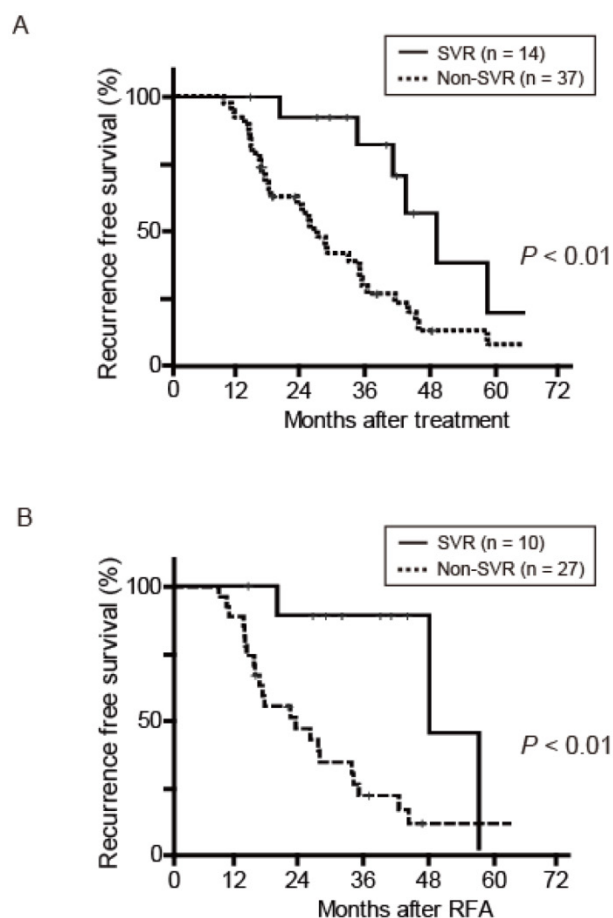 A
SVR (n = 14)
Non-SVR (n = 37)
Recurrence free survival (%)
100
50
0
0 12 24 36 48 60 72
P < 0.01
Months after treatment
B
SVR (n = 10)
Non-SVR (n = 27)
Recurrence free survival (%)
100
50
0
0 12 24 36 48 60 72
P < 0.01
Months after RFA